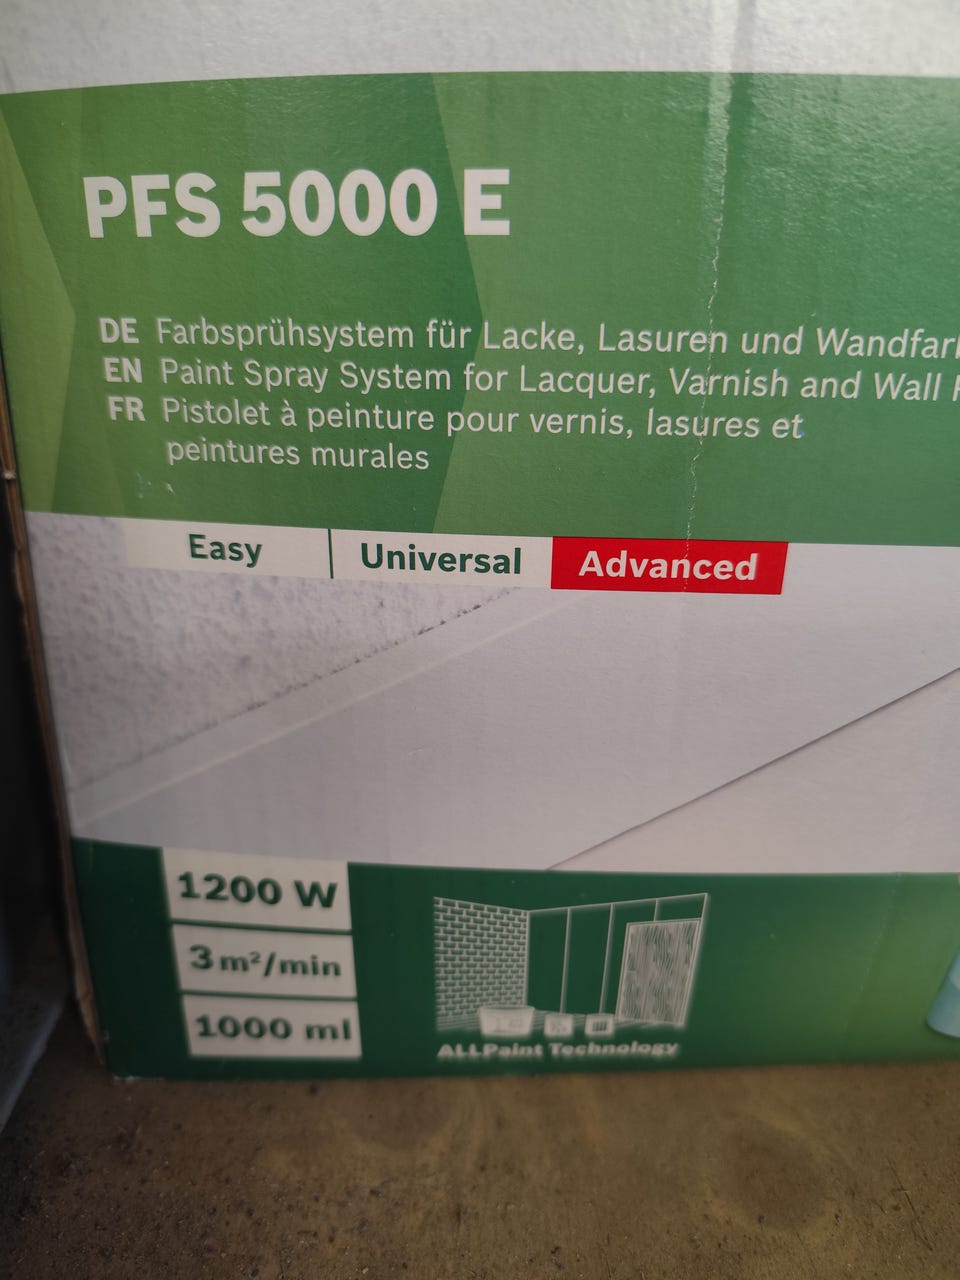 PFS 5000 E
DE Farbsprühsystem für Lacke, Lasuren und Wandfar
EN Paint Spray System for Lacquer, Varnish and Wall
FR Pistolet à peinture pour vernis, lasures et
peintures murales
Easy Universal Advanced
1200 W
3 m²/min
1000 ml
ALLPaint Technology